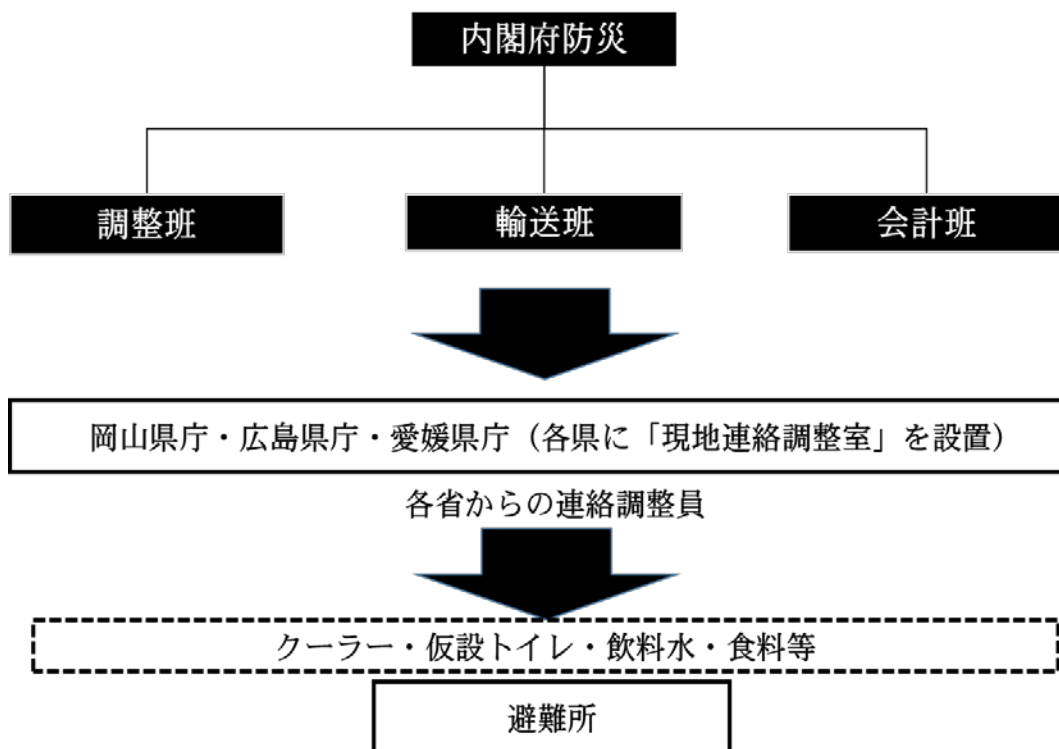 内閣府防災
調整班
輸送班
会計班
岡山県庁・広島県庁・愛媛県庁（各県に「現地連絡調整室」を設置）
各省からの連絡調整員
クーラー・仮設トイレ・飲料水・食料等
避難所